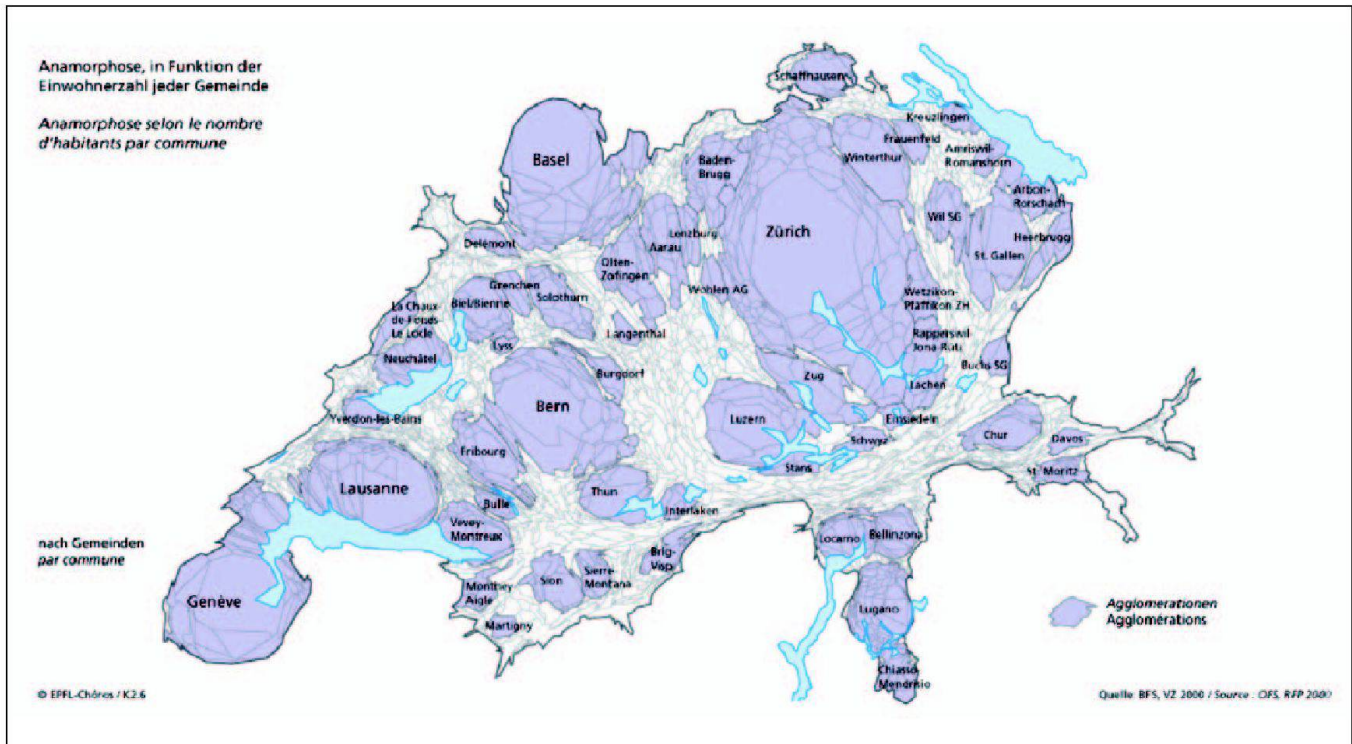 Anamorphose, in Funktion der
Einwohnerzahl jeder Gemeinde
Anamorphose selon le nombre
d'habitants par commune
Schaffhausen
Kreuzlingen
Frauenfeld
Winterthur
Amriswil-
Romanshorn
Basel
Baden-
Brugg
Arbon-
Rorschach
Wil SG
Zürich
Lenzburg
Aarau
Heerbrugg
St. Gallen
Delémont
Olten-
Zofingen
Wohlen AG
Grenchen
Solothurn
Biel/Bienne
Wetzikon-
Pfäffikon ZH
La Chaux-
de-Fonds-
Le Locle
Langenthal
Rapperswil-
Jona-Rüti
Lyss
Neuchâtel
Buchs SG
Burgdorf
Zug
Lachen
Bern
Yverdon-les-Bains
Luzern
Einsiedeln
Schwyz
Chur
Davos
Fribourg
Stans
St. Moritz
Lausanne
Thun
Bulle
Interlaken
Vevey-
Montreux
Locarno
Bellinzona
nach Gemeinden
par commune
Brig-
Visp
Sierre-
Montana
Sion
Monthey-
Aigle
Genève
Lugano
Martigny
Agglomerationen
Agglomérations
Chiasso-
Mendrisio
© EPFL-Chôros / K2.6
Quelle: BFS, VZ 2000 / Source : OFS, RFP 2000